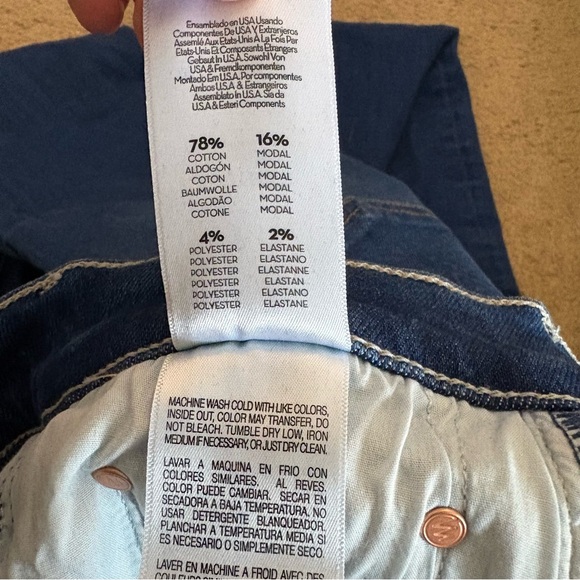 Ensamblado en USA Usando
Componentes De USA Y Extranjeros
Assemblé Aux Etats-Unis A La Fois Par
Etats-Unis Et Composants Etrangers
Gebaut In U.S.A. Sowohl Von
USA & Fremdkomponenten
Montado Em U.S.A. Por componentes
Ambos U.S.A & Estrangeiros
Assemblato In U.S.A. Sia da
U.S.A & Esteri Components
78% 16%
COTTON MODAL
ALDOGÓN MODAL
COTON MODAL
BAUMWOLLE MODAL
ALGODÃO MODAL
COTONE MODAL
4% 2%
POLYESTER ELASTANE
POLYESTER ELASTANO
POLYESTER ELASTANNE
POLYESTER ELASTAN
POLYESTER ELASTANO
POLYESTER ELASTANE
MACHINE WASH COLD WITH LIKE COLORS,
INSIDE OUT, COLOR MAY TRANSFER, DO
NOT BLEACH. TUMBLE DRY LOW, IRON
MEDIUM IF NECESSARY, OR JUST DRY CLEAN.
LAVAR A MAQUINA EN FRIO CON
COLORES SIMILARES. AL REVES,
COLOR PUEDE CAMBIAR. SECAR EN
SECADORA A BAJA TEMPERATURA. NO
USAR DETERGENTE BLANQUEADOR.
PLANCHAR A TEMPERATURA MEDIA SI
ES NECESARIO O SIMPLEMENTE SECO.
LAVER EN MACHINE A FROID AVEC DES